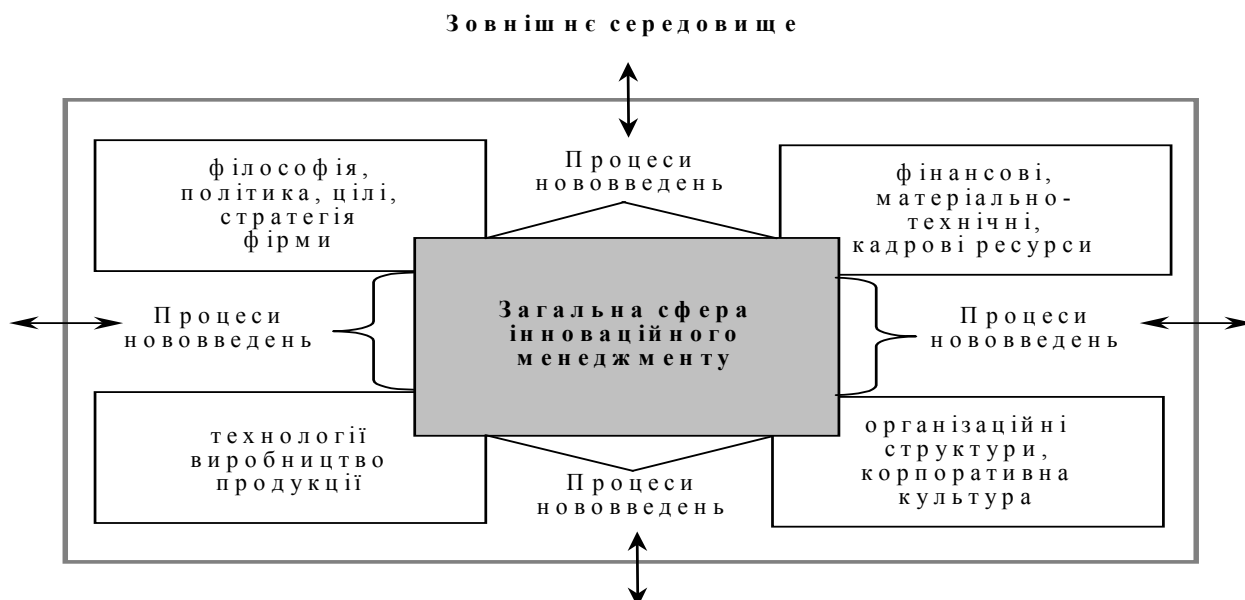 Зовнішнє середовище
філософія,
політика, цілі,
стратегія
фірми
Процеси
нововведень
фінансові,
матеріально-
технічні,
кадрові ресурси
Процеси
нововведень
Загальна сфера
інноваційного
менеджменту
Процеси
нововведень
технології
виробництво
продукції
Процеси
нововведень
організаційні
структури,
корпоративна
культура